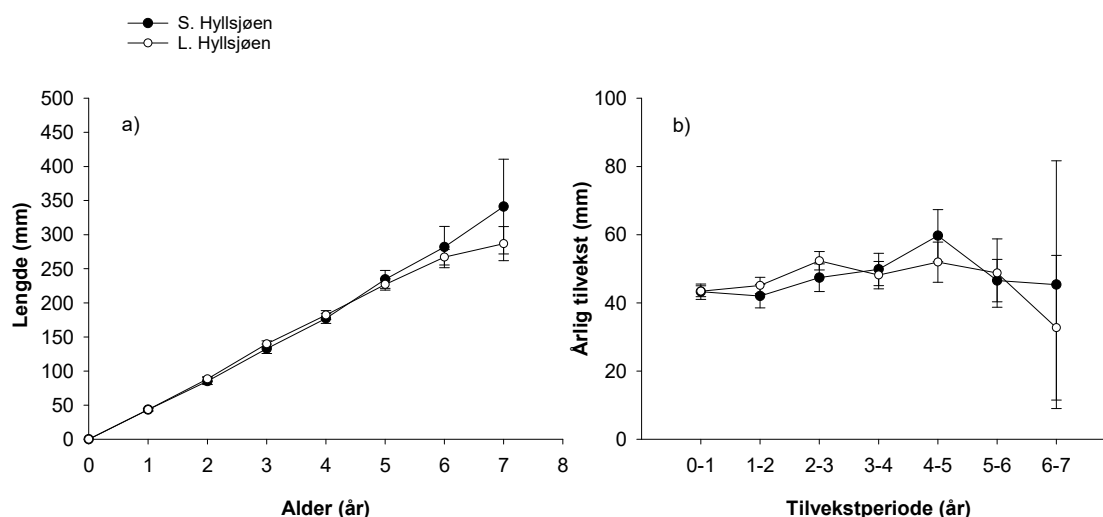 S. Hyllsjøen
L. Hyllsjøen
a)
Lengde (mm)
500
450
400
350
300
250
200
150
100
50
0
0 1 2 3 4 5 6 7 8
Alder (år)
b)
Årlig tilvekst (mm)
100
80
60
40
20
0
0-1 1-2 2-3 3-4 4-5 5-6 6-7
Tilvekstperiode (år)